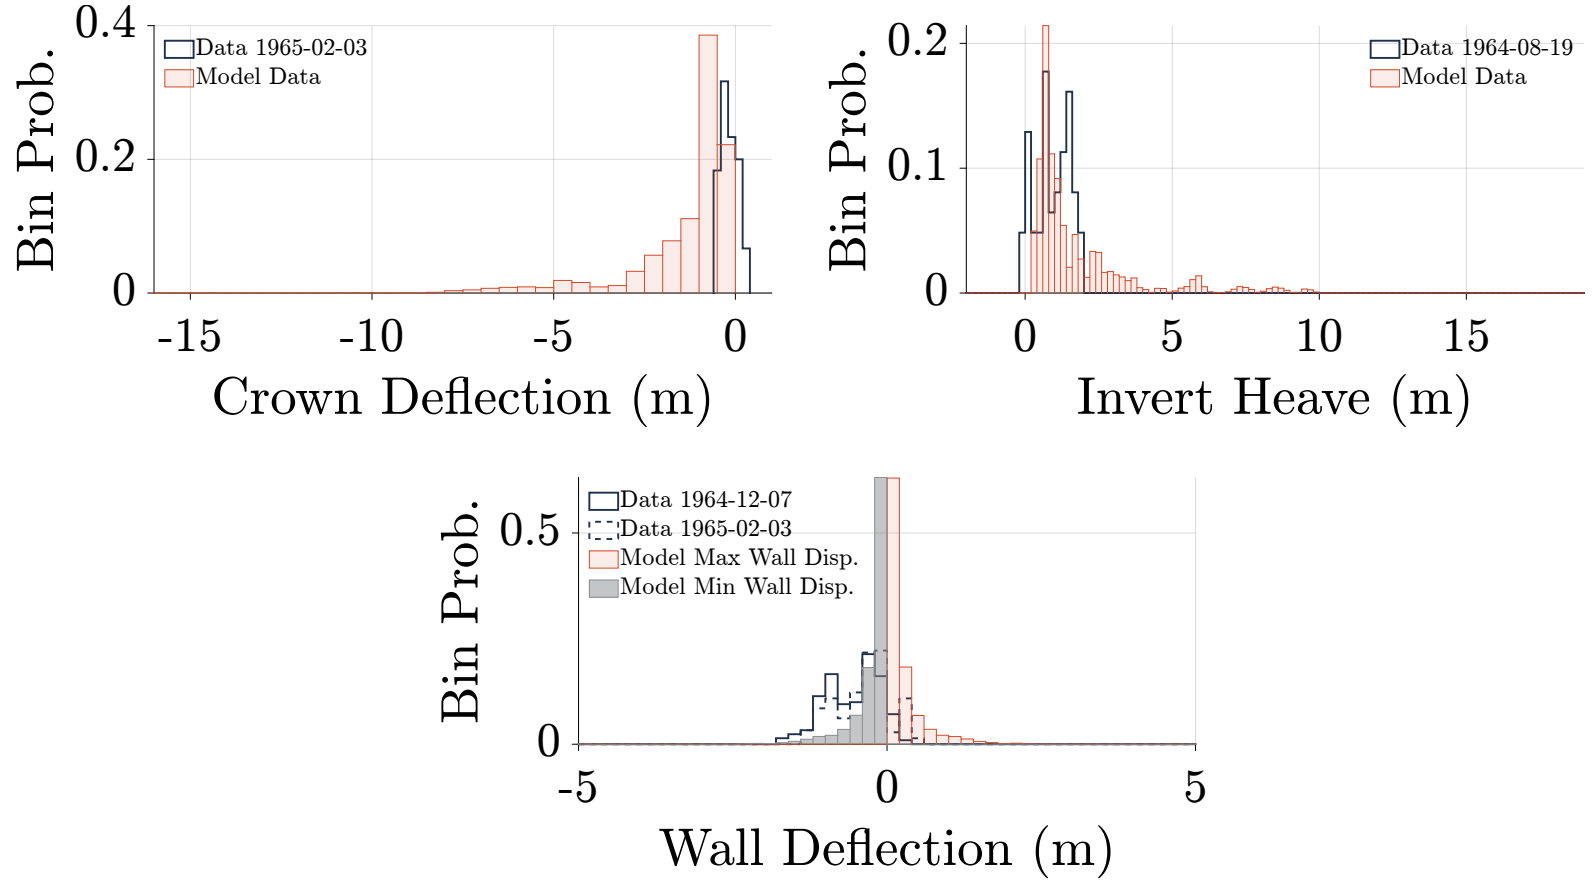 Bin Prob.
0.4
0.2
0
Data 1965-02-03
Model Data
-15 -10 -5 0
Crown Deflection (m)
Bin Prob.
0.2
0.1
0
Data 1964-08-19
Model Data
0 5 10 15
Invert Heave (m)
Bin Prob.
0.5
0
Data 1964-12-07
Data 1965-02-03
Model Max Wall Disp.
Model Min Wall Disp.
-5 0 5
Wall Deflection (m)